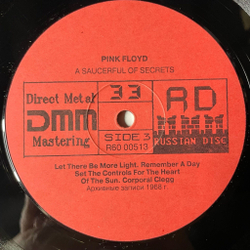 PINK FLOYD
A SAUCERFUL OF SECRETS
Direct Metal
DMM
Mastering
33
SIDE 3
R60 00513
RD
MMM
RUSSIAN DISC
Let There Be More Light. Remember A Day
Set The Controls For The Heart
Of The Sun. Corporal Clegg
Архивные записи 1968 г.